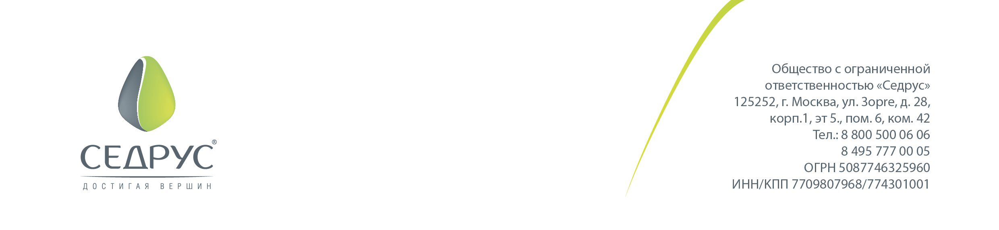 СЕДРУС®
ДОСТИГАЯ ВЕРШИН
Общество с ограниченной
ответственностью «Седрус»
125252, г. Москва, ул. Зорге, д. 28,
корп.1, эт 5., пом. 6, ком. 42
Тел.: 8 800 500 06 06
8 495 777 00 05
ОГРН 5087746325960
ИНН/КПП 7709807968/774301001